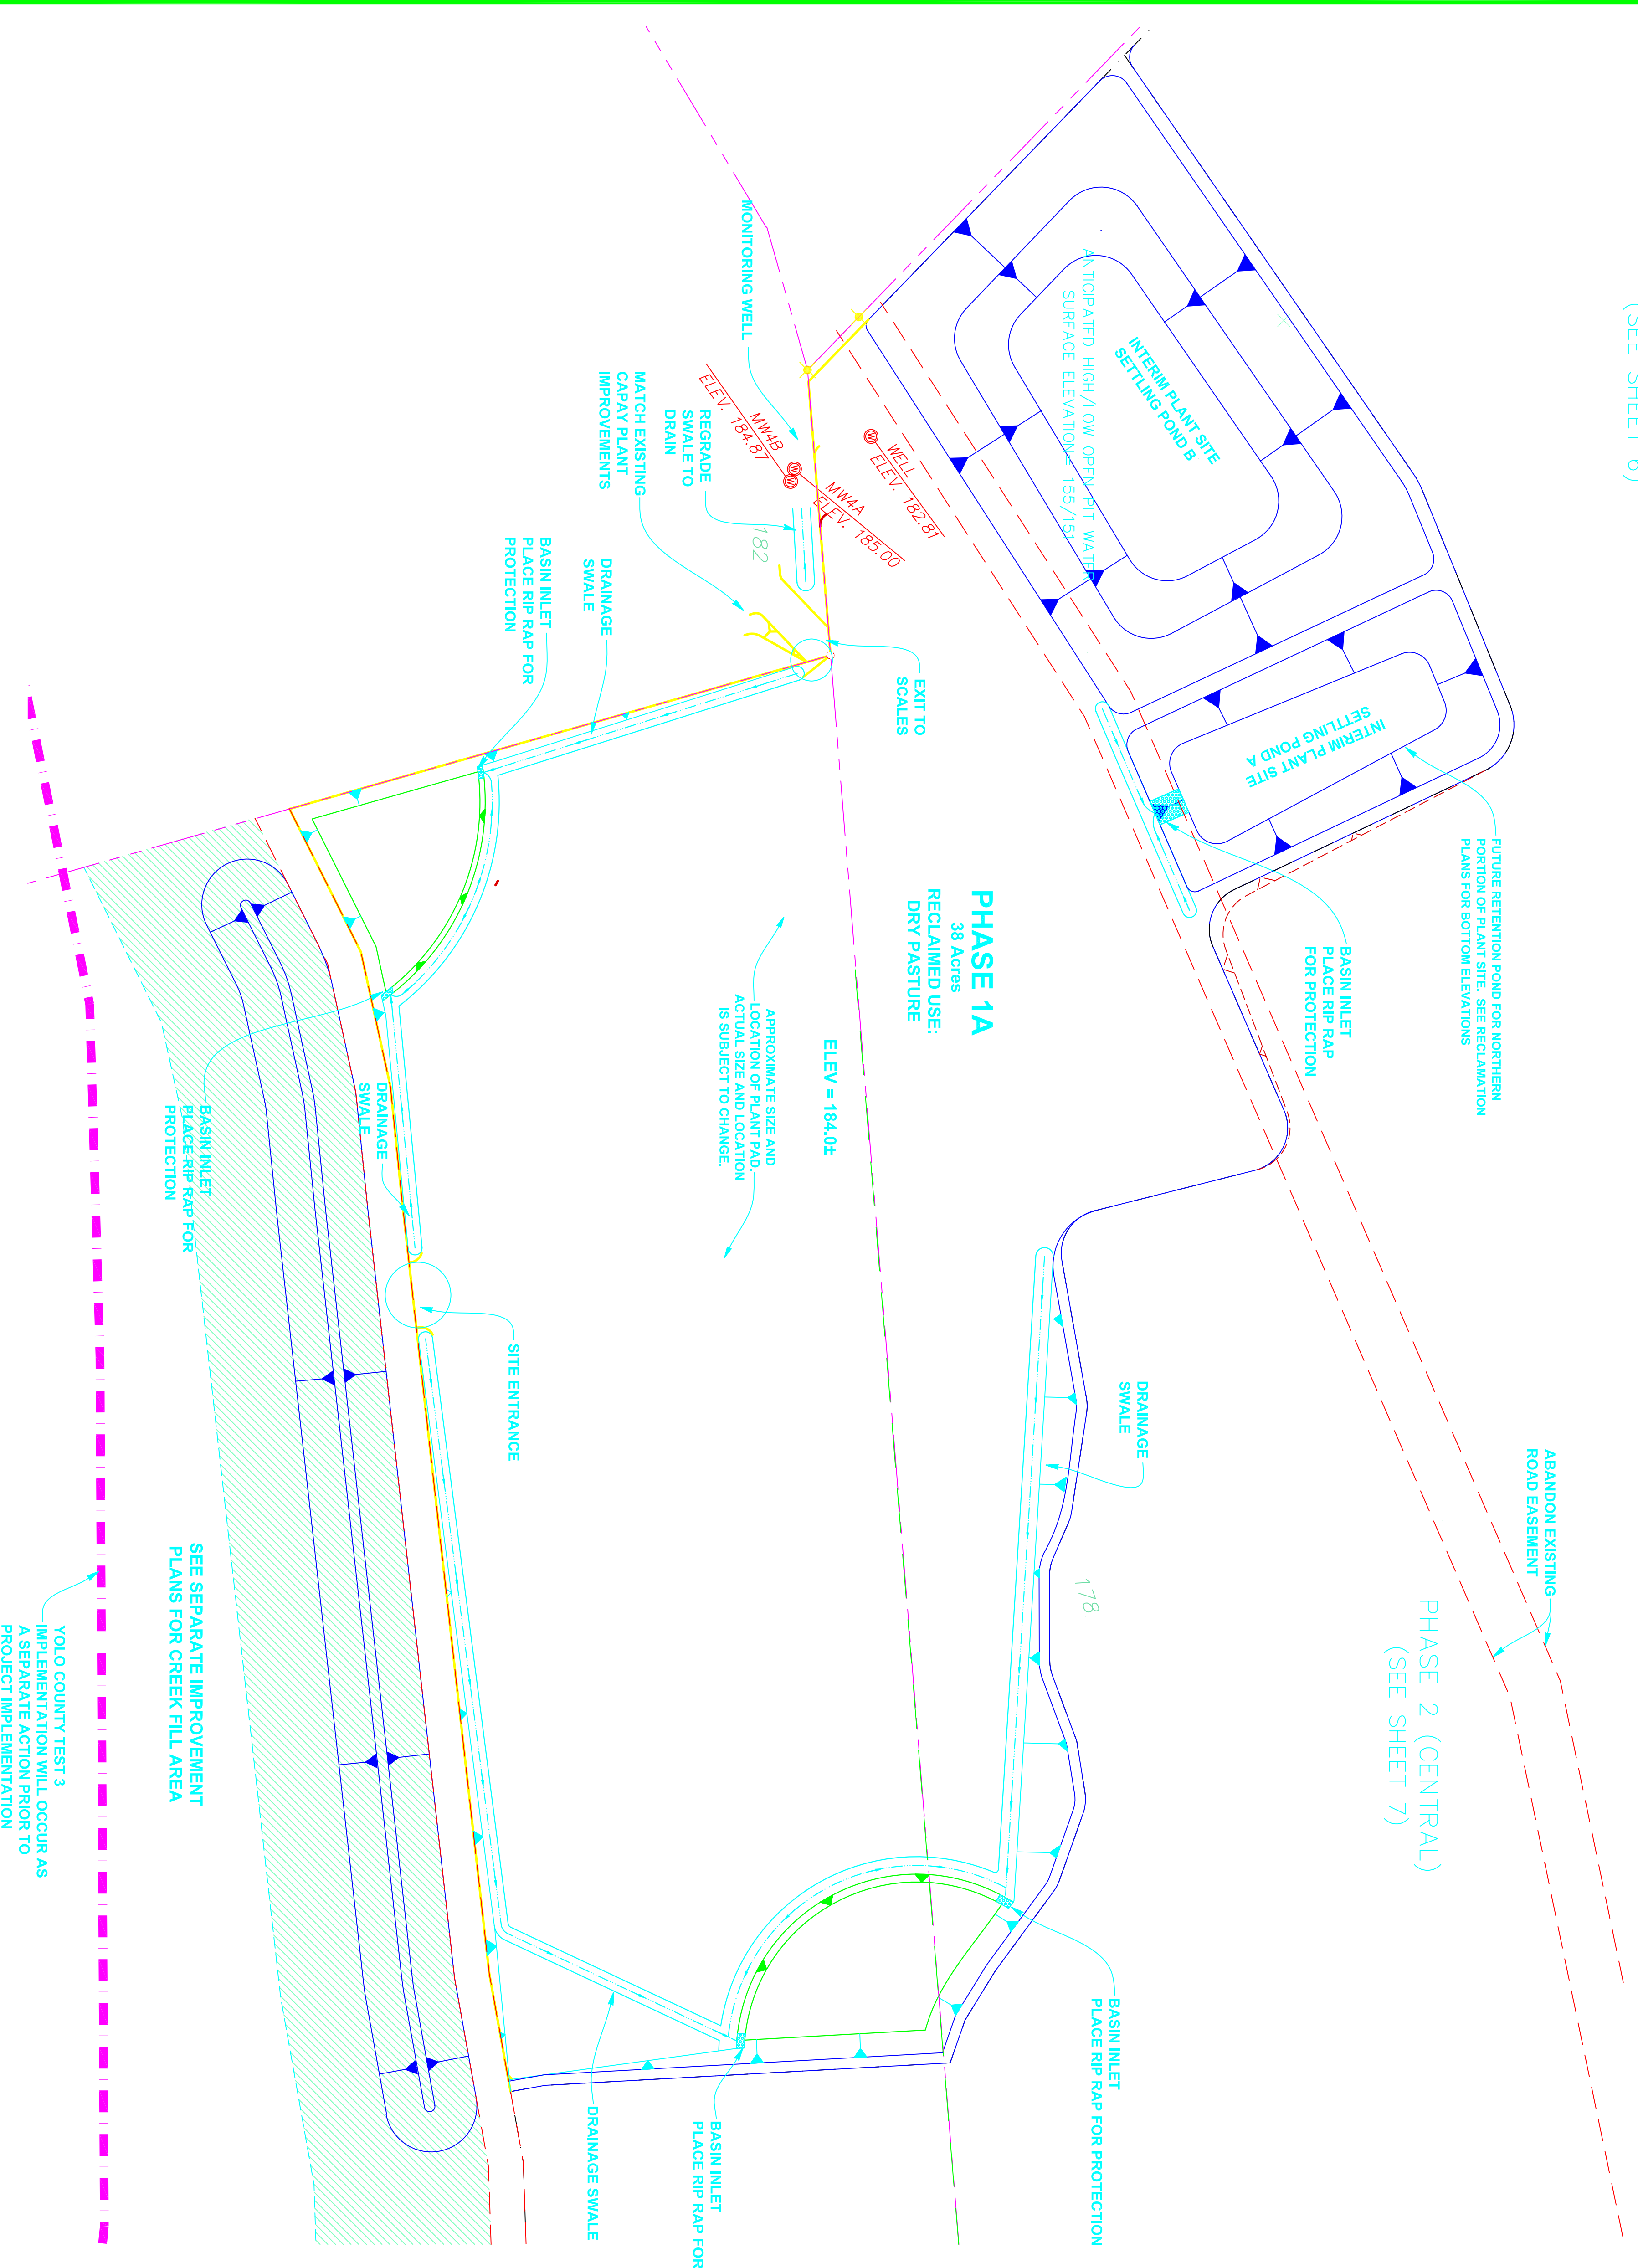 (SEE SHEET 6)
ABANDON EXISTING
ROAD EASEMENT
PHASE 2 (CENTRAL)
(SEE SHEET 7)
FUTURE RETENTION POND FOR NORTHERN
PORTION OF PLANT SITE. SEE RECLAMATION
PLANS FOR BOTTOM ELEVATIONS
INTERIM PLANT SITE
SETTLING POND A
INTERIM PLANT SITE
SETTLING POND B
ANTICIPATED HIGH/LOW OPEN PIT WATER
SURFACE ELEVATION= 155/151
BASIN INLET
PLACE RIP RAP
FOR PROTECTION
DRAINAGE
SWALE
178
BASIN INLET
PLACE RIP RAP FOR PROTECTION
WELL
ELEV. 182.81
MW4A
ELEV. 185.00
MW4B
ELEV. 184.87
MONITORING WELL
EXIT TO
SCALES
PHASE 1A
38 Acres
RECLAIMED USE:
DRY PASTURE
ELEV = 184.0±
APPROXIMATE SIZE AND
LOCATION OF PLANT PAD.
ACTUAL SIZE AND LOCATION
IS SUBJECT TO CHANGE.
182
REGRADE
SWALE TO
DRAIN
MATCH EXISTING
CAPAY PLANT
IMPROVEMENTS
DRAINAGE
SWALE
BASIN INLET
PLACE RIP RAP FOR
PROTECTION
BASIN INLET
PLACE RIP RAP FOR
DRAINAGE SWALE
SITE ENTRANCE
DRAINAGE
SWALE
BASIN INLET
PLACE RIP RAP FOR
PROTECTION
SEE SEPARATE IMPROVEMENT
PLANS FOR CREEK FILL AREA
YOLO COUNTY TEST 3
IMPLEMENTATION WILL OCCUR AS
A SEPARATE ACTION PRIOR TO
PROJECT IMPLEMENTATION